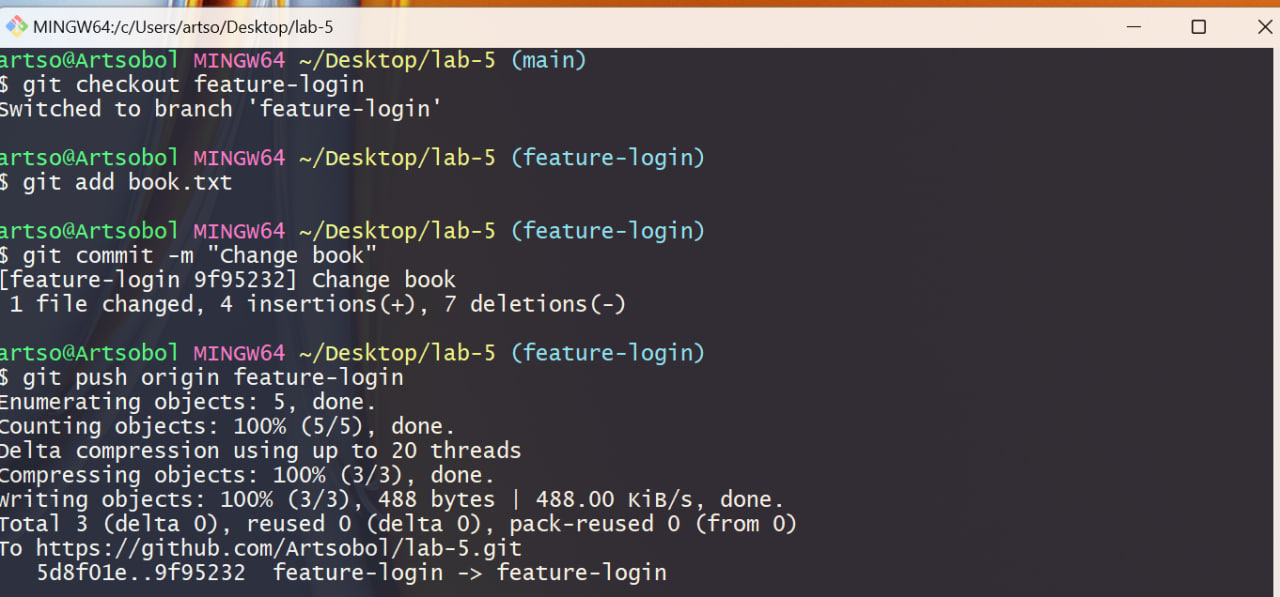 MINGW64:/c/Users/artso/Desktop/lab-5
artso@Artsobol MINGW64 ~/Desktop/lab-5 (main)
$ git checkout feature-login
Switched to branch 'feature-login'
artso@Artsobol MINGW64 ~/Desktop/lab-5 (feature-login)
$ git add book.txt
artso@Artsobol MINGW64 ~/Desktop/lab-5 (feature-login)
$ git commit -m "Change book"
[feature-login 9f95232] Change book
1 file changed, 4 insertions(+), 7 deletions(-)
artso@Artsobol MINGW64 ~/Desktop/lab-5 (feature-login)
$ git push origin feature-login
Enumerating objects: 5, done.
Counting objects: 100% (5/5), done.
Delta compression using up to 20 threads
Compressing objects: 100% (3/3), done.
Writing objects: 100% (3/3), 488 bytes | 488.00 KiB/s, done.
Total 3 (delta 0), reused 0 (delta 0), pack-reused 0 (from 0)
To https://github.com/Artsobol/lab-5.git
5d8f01e..9f95232 feature-login -> feature-login